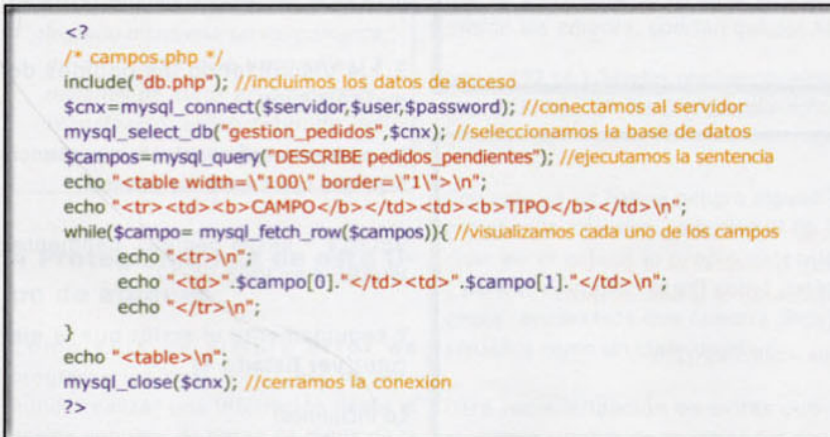 <?
/* campos.php */
include("db.php"); //incluimos los datos de acceso
$cnx=mysql_connect($servidor,$user,$password); //conectamos al servidor
mysql_select_db("gestion_pedidos",$cnx); //seleccionamos la base de datos
$campos=mysql_query("DESCRIBE pedidos_pendientes"); //ejecutamos la sentencia
echo "<table width=\"100\" border=\"1\">\n";
echo "<tr><td><b>CAMPO</b></td><td><b>TIPO</b></td>\n";
while($campo= mysql_fetch_row($campos)){ //visualizamos cada uno de los campos
echo "<tr>\n";
echo "<td>".$campo[0]."</td><td>".$campo[1]."</td>\n";
echo "</tr>\n";
}
echo "<table>\n";
mysql_close($cnx); //cerramos la conexion
?>